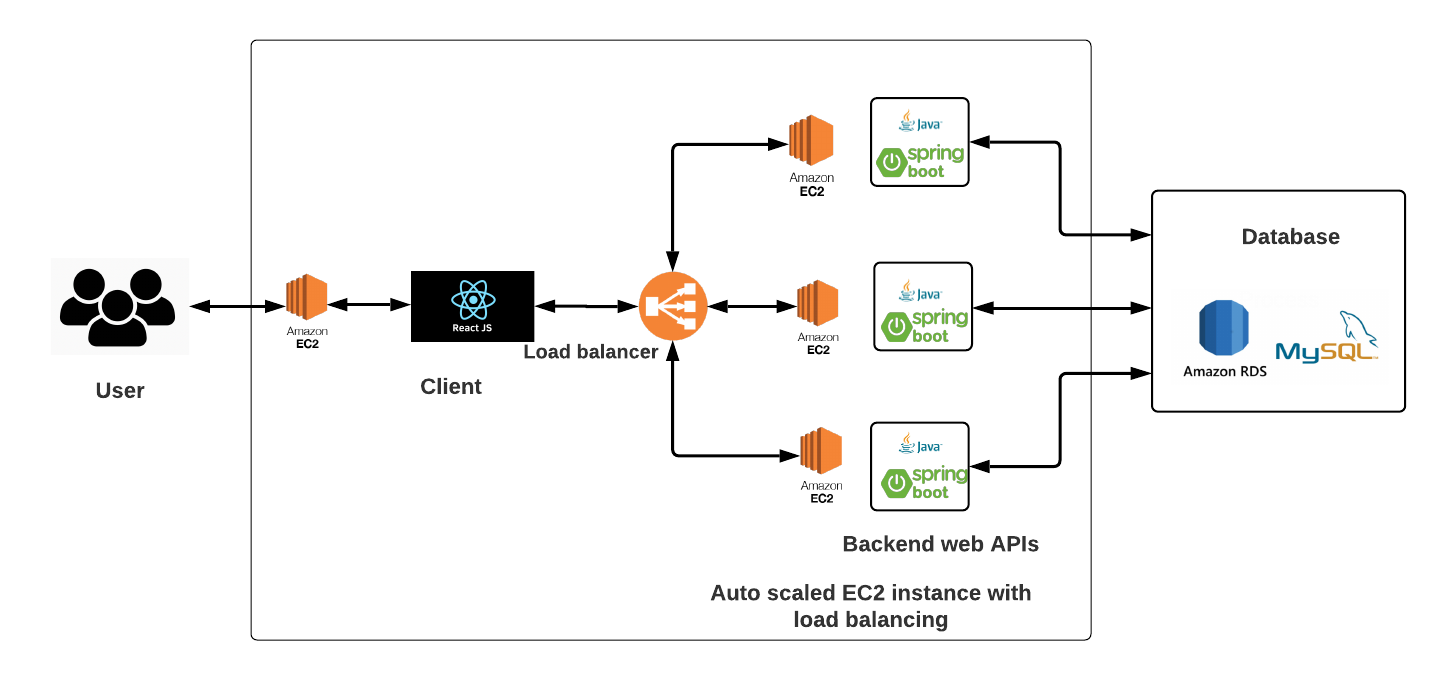 User
Amazon
EC2
React JS
Client
Load balancer
Amazon
EC2
Java
spring
boot
Amazon
EC2
Java
spring
boot
Amazon
EC2
Java
spring
boot
Backend web APIs
Auto scaled EC2 instance with
load balancing
Database
Amazon RDS
MySQL